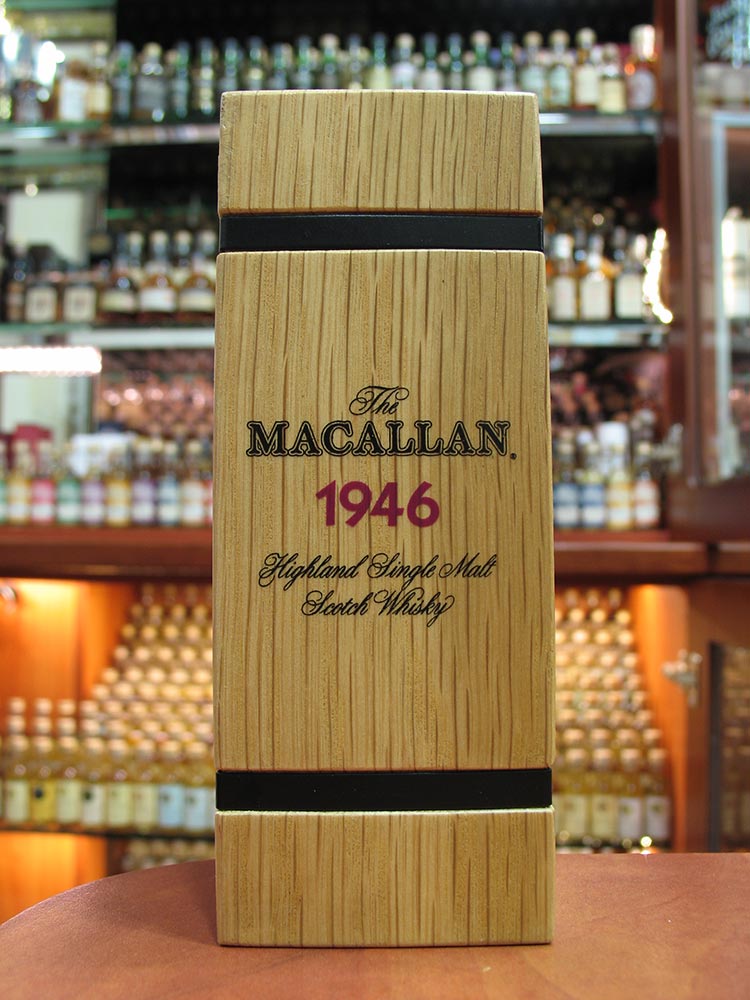 The
MACALLAN®
1946
Highland Single Malt
Scotch Whisky